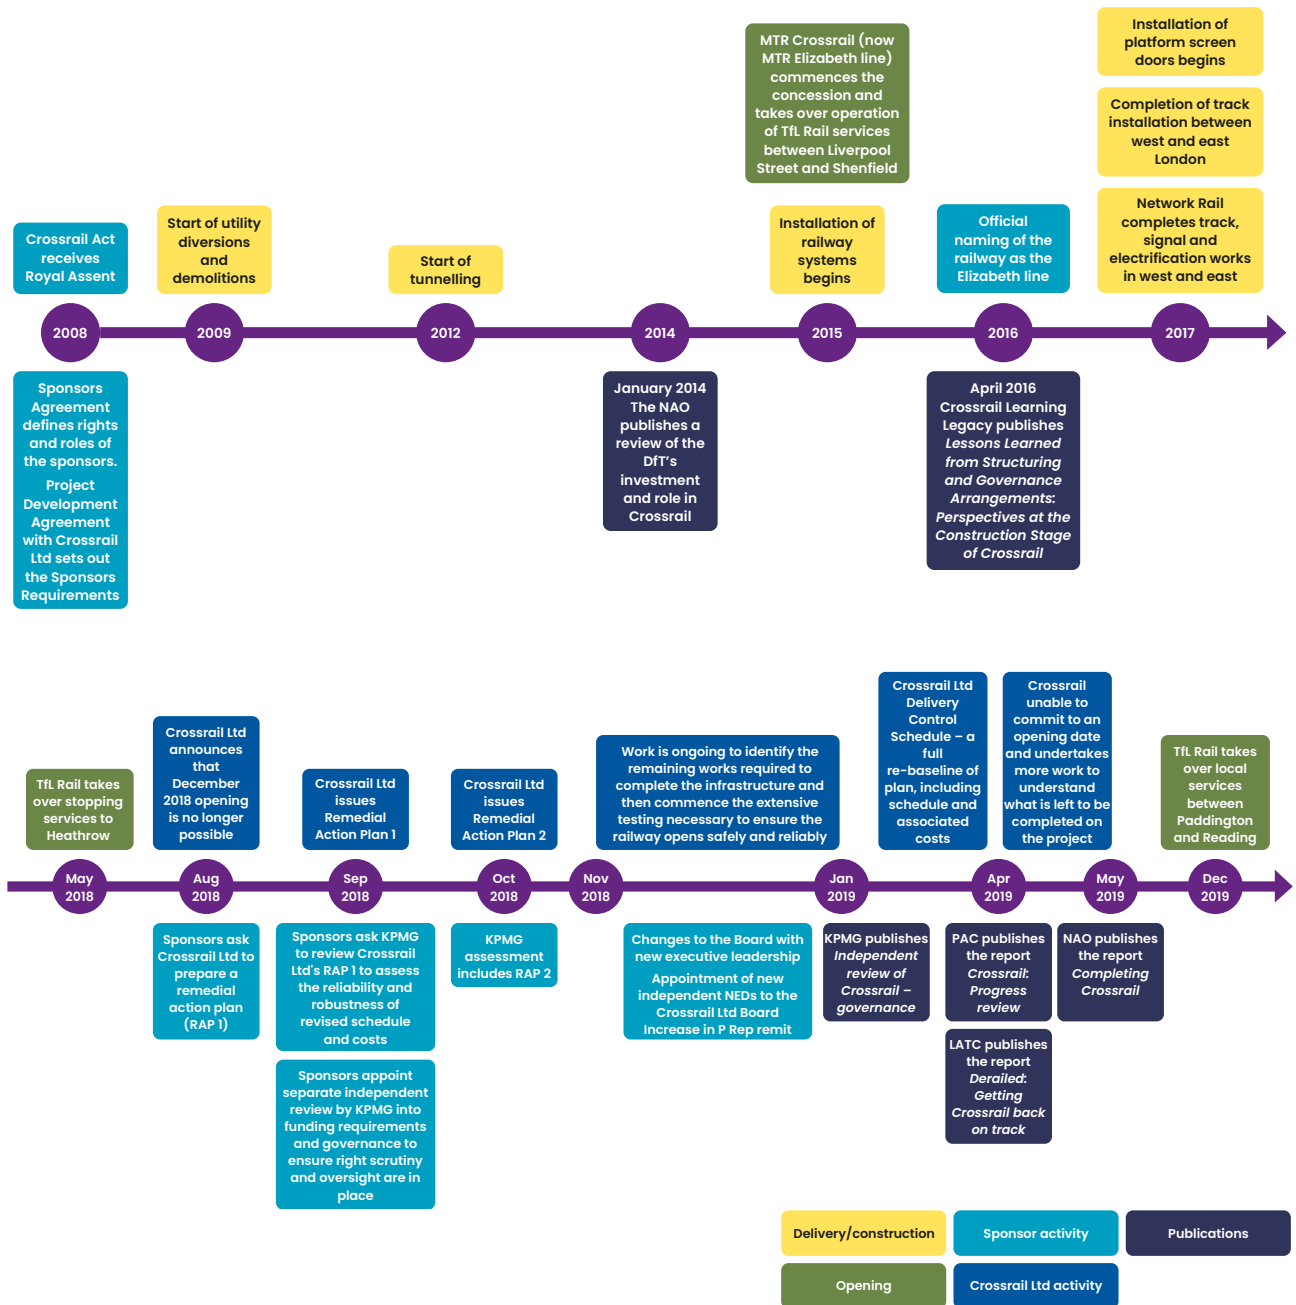 Crossrail Act
receives
Royal Assent
Start of utility
diversions
and
demolitions
Start of
tunnelling
MTR Crossrail (now
MTR Elizabeth line)
commences the
concession and
takes over operation
of TfL Rail services
between Liverpool
Street and Shenfield
Installation of
railway
systems
begins
Official
naming of the
railway as the
Elizabeth line
Installation of
platform screen
doors begins
Completion of track
installation between
west and east
London
Network Rail
completes track,
signal and
electrification works
in west and east
2008
2009
2012
2014
2015
2016
2017
Sponsors
Agreement
defines rights
and roles of
the sponsors.
Project
Development
Agreement
with Crossrail
Ltd sets out
the Sponsors
Requirements
January 2014
The NAO
publishes a
review of the
DfT’s
investment
and role in
Crossrail
April 2016
Crossrail Learning
Legacy publishes
Lessons Learned
from Structuring
and Governance
Arrangements:
Perspectives at the
Construction Stage
of Crossrail
TfL Rail takes
over stopping
services to
Heathrow
Crossrail Ltd
announces
that
December
2018 opening
is no longer
possible
Crossrail Ltd
issues
Remedial
Action Plan 1
Crossrail Ltd
issues
Remedial
Action Plan 2
Work is ongoing to identify the
remaining works required to
complete the infrastructure and
then commence the extensive
testing necessary to ensure the
railway opens safely and reliably
Crossrail Ltd
Delivery
Control
Schedule – a
full
re-baseline of
plan, including
schedule and
associated
costs
Crossrail
unable to
commit to an
opening date
and undertakes
more work to
understand
what is left to be
completed on
the project
TfL Rail takes
over local
services
between
Paddington
and Reading
May
2018
Aug
2018
Sep
2018
Oct
2018
Nov
2018
Jan
2019
Apr
2019
May
2019
Dec
2019
Sponsors ask
Crossrail Ltd to
prepare a
remedial
action plan
(RAP 1)
Sponsors ask KPMG
to review Crossrail
Ltd's RAP 1 to assess
the reliability and
robustness of
revised schedule
and costs
Sponsors appoint
separate independent
review by KPMG into
funding requirements
and governance to
ensure right scrutiny
and oversight are in
place
KPMG
assessment
includes RAP 2
Changes to the Board with
new executive leadership
Appointment of new
independent NEDs to the
Crossrail Ltd Board
Increase in P Rep remit
KPMG publishes
Independent
review of
Crossrail –
governance
PAC publishes
the report
Crossrail:
Progress
review
LATC publishes
the report
Derailed:
Getting
Crossrail back
on track
NAO publishes
the report
Completing
Crossrail
Delivery/construction
Sponsor activity
Publications
Opening
Crossrail Ltd activity